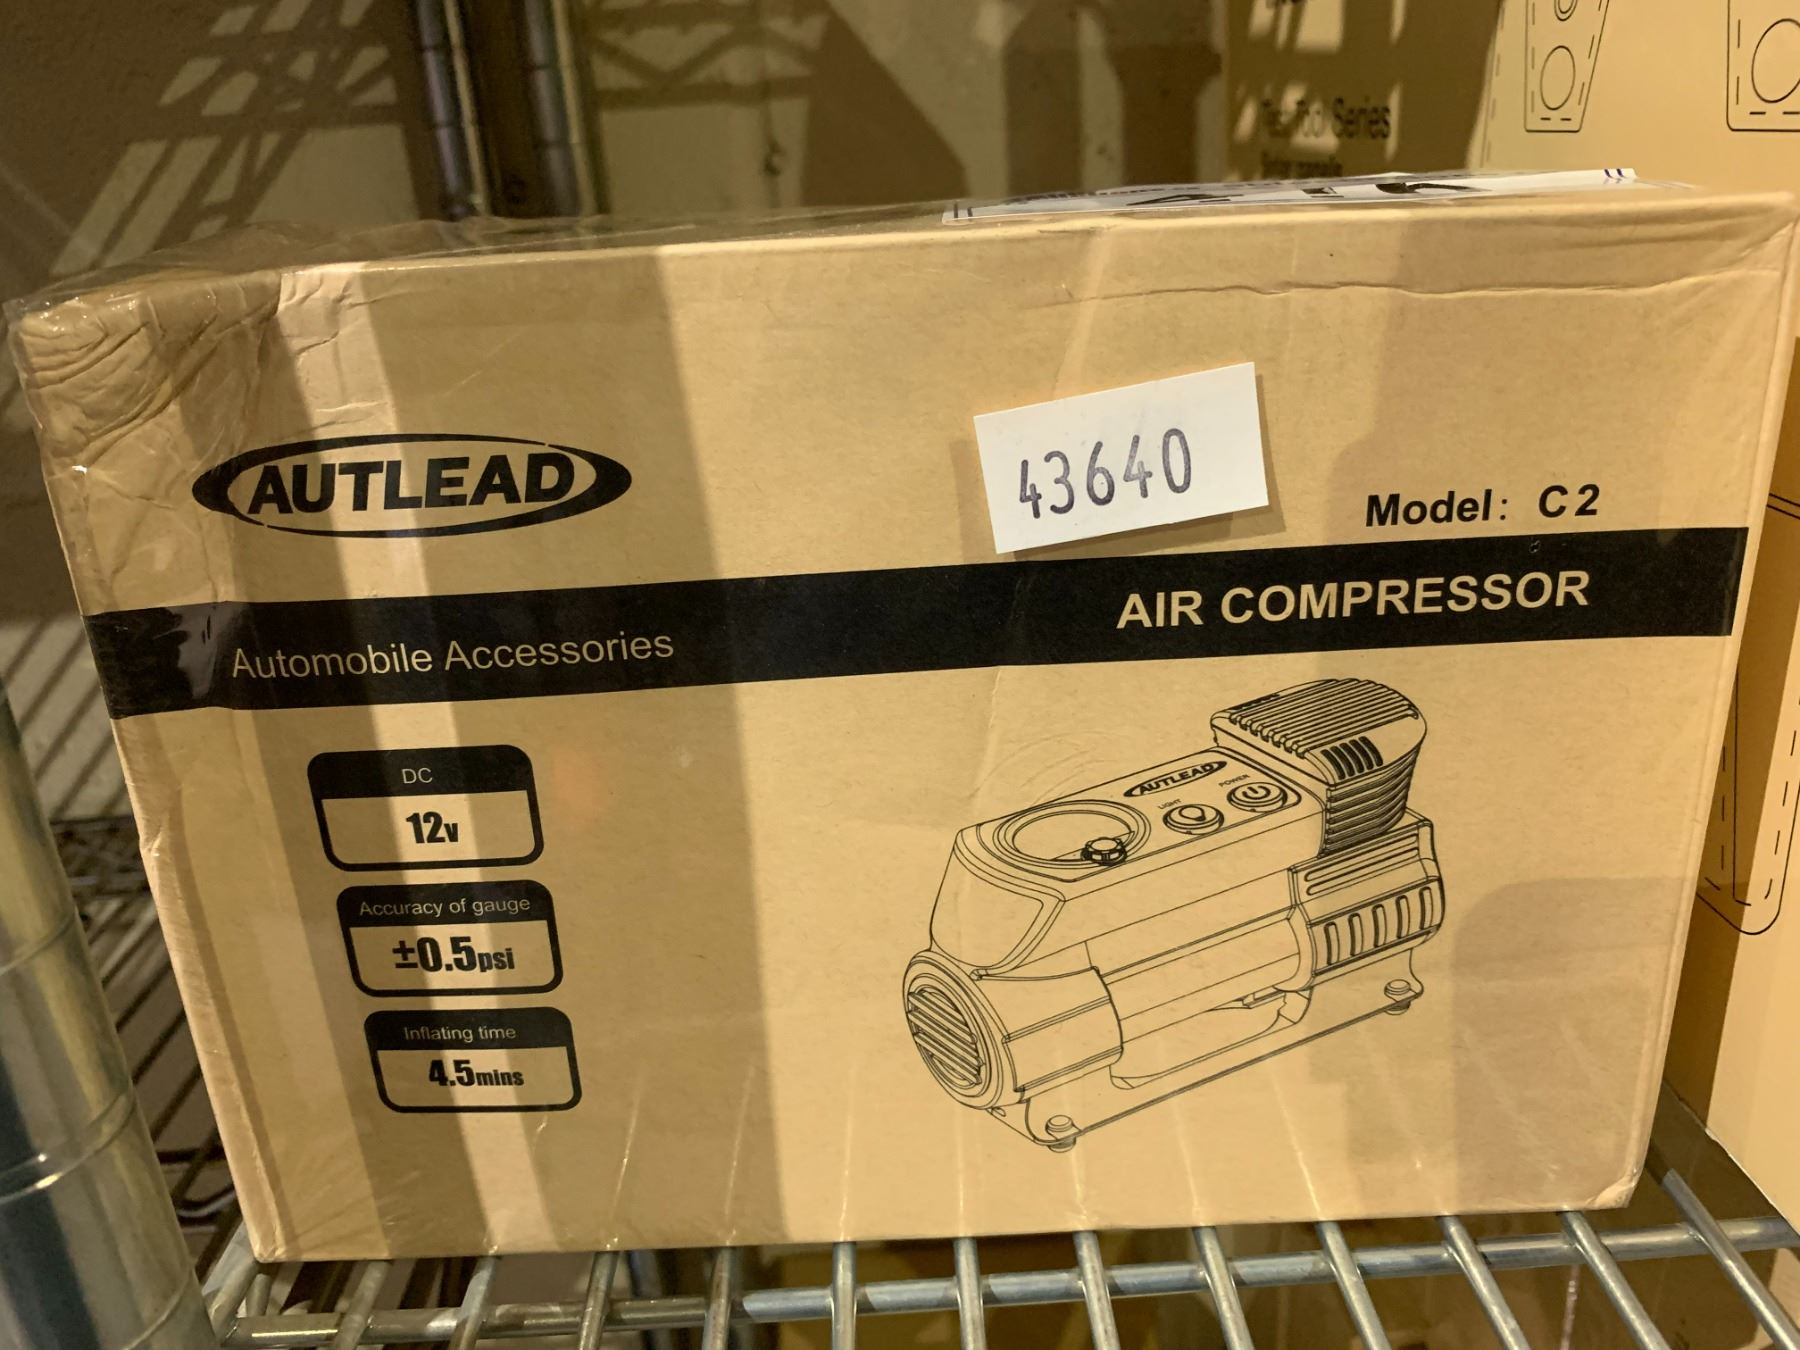 Series
43640
AUTLEAD
Model: C2
AIR COMPRESSOR
Automobile Accessories
DC
12v
Accuracy of gauge
±0.5psi
Inflating time
4.5mins
AUTLEAD
LIGHT
POWER